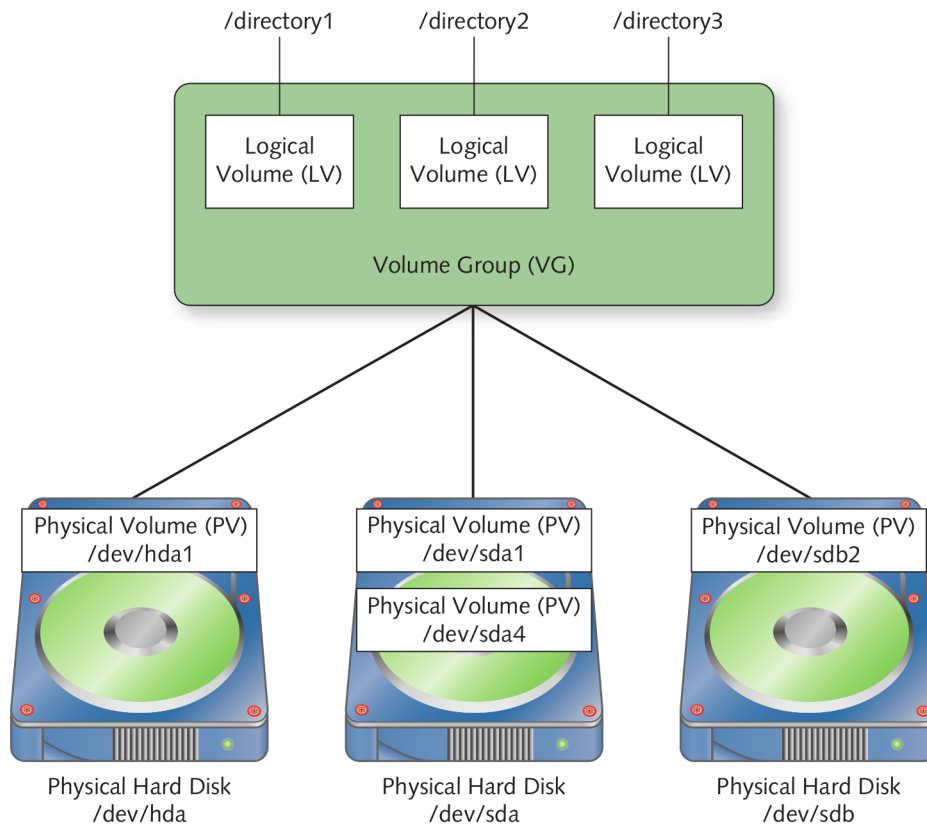 /directory1
/directory2
/directory3
Logical
Volume (LV)
Logical
Volume (LV)
Logical
Volume (LV)
Volume Group (VG)
Physical Volume (PV)
/dev/hda1
Physical Volume (PV)
/dev/sda1
Physical Volume (PV)
/dev/sda4
Physical Volume (PV)
/dev/sdb2
Physical Hard Disk
/dev/hda
Physical Hard Disk
/dev/sda
Physical Hard Disk
/dev/sdb